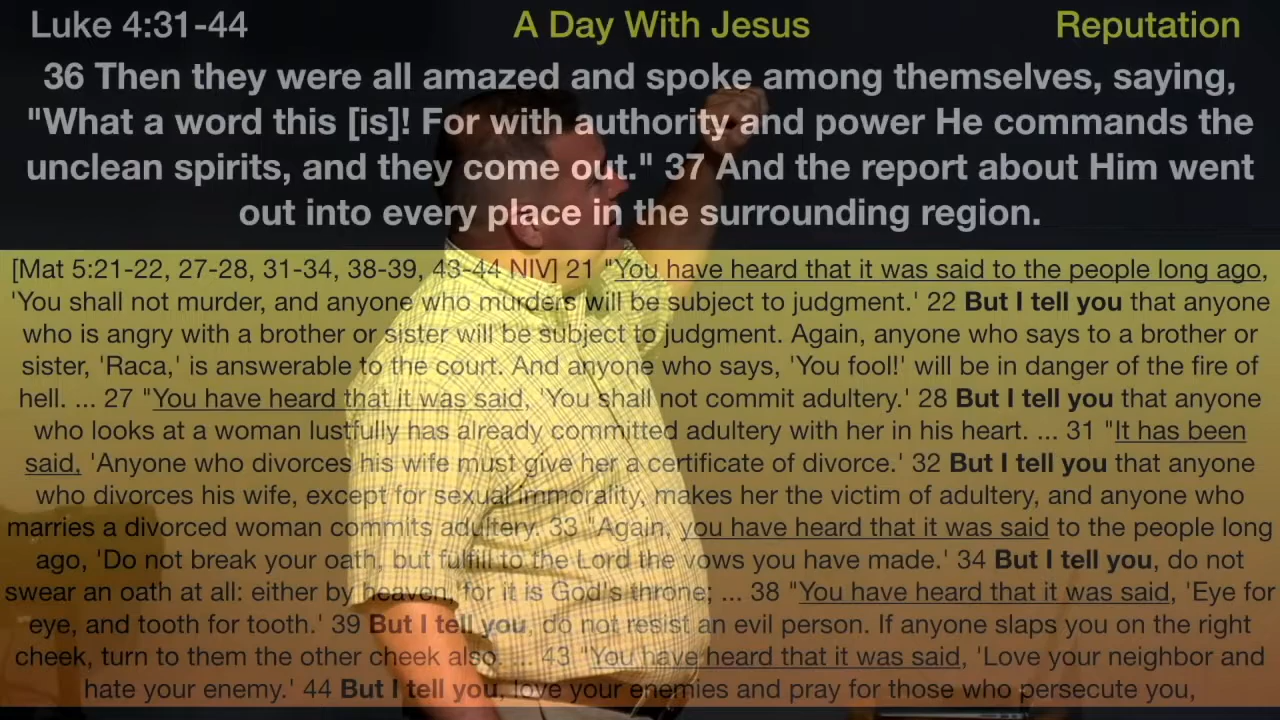 Luke 4:31-44 A Day With Jesus Reputation
36 Then they were all amazed and spoke among themselves, saying,
"What a word this [is]! For with authority and power He commands the
unclean spirits, and they come out." 37 And the report about Him went
out into every place in the surrounding region.
[Mat 5:21-22, 27-28, 31-34, 38-39, 43-44 NIV] 21 "You have heard that it was said to the people long ago,
'You shall not murder, and anyone who murders will be subject to judgment.' 22 But I tell you that anyone
who is angry with a brother or sister will be subject to judgment. Again, anyone who says to a brother or
sister, 'Raca,' is answerable to the court. And anyone who says, 'You fool!' will be in danger of the fire of
hell. ... 27 "You have heard that it was said, 'You shall not commit adultery.' 28 But I tell you that anyone
who looks at a woman lustfully has already committed adultery with her in his heart. ... 31 "It has been
said, 'Anyone who divorces his wife must give her a certificate of divorce.' 32 But I tell you that anyone
who divorces his wife, except for sexual immorality, makes her the victim of adultery, and anyone who
marries a divorced woman commits adultery. 33 "Again, you have heard that it was said to the people long
ago, 'Do not break your oath, but fulfill to the Lord the vows you have made.' 34 But I tell you, do not
swear an oath at all: either by heaven, for it is God's throne; ... 38 "You have heard that it was said, 'Eye for
eye, and tooth for tooth.' 39 But I tell you, do not resist an evil person. If anyone slaps you on the right
cheek, turn to them the other cheek also. ... 43 "You have heard that it was said, 'Love your neighbor and
hate your enemy.' 44 But I tell you, love your enemies and pray for those who persecute you,